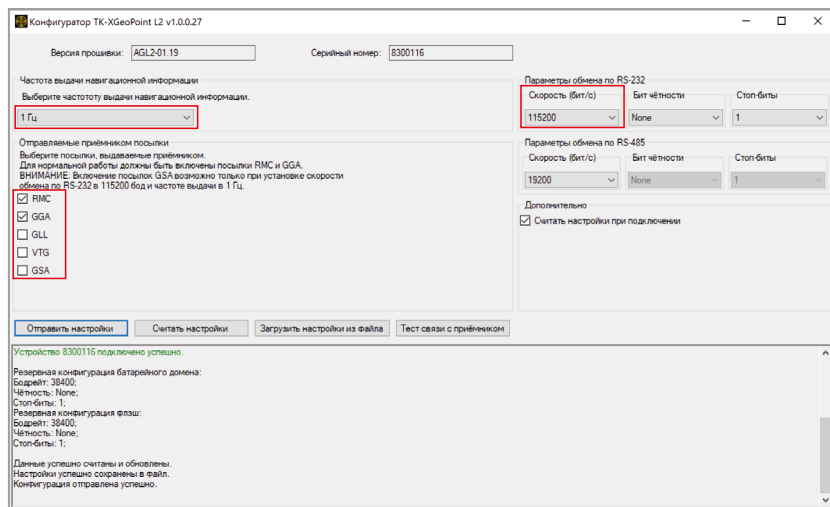 Конфигуратор TK-XGeoPoint L2 v1.0.0.27
Версия прошивки: AGL2-01.19 Серийный номер: 8300116
Частота выдачи навигационной информации
Выберите частототу выдачи навигационной информации.
1 Гц
Отправляемые приёмником посылки
Выберите посылки, выдаваемые приёмником.
Для нормальной работы должны быть включены посылки RMC и GGA.
ВНИМАНИЕ: Включение посылок GSA возможно только при установке скорости
обмена по RS-232 в 115200 бод и частоте выдачи в 1 Гц.
RMC
GGA
GLL
VTG
GSA
Параметры обмена по RS-232
Скорость (бит/с) Бит чётности Стоп-биты
115200 None 1
Параметры обмена по RS-485
Скорость (бит/с) Бит чётности Стоп-биты
19200 None 1
Дополнительно
Считать настройки при подключении
Отправить настройки Считать настройки Загрузить настройки из файла Тест связи с приёмником
Устройство 8300116 подключено успешно.
Резервная конфигурация батарейного домена:
Бодрейт: 38400;
Чётность: None;
Стоп-биты: 1;
Резервная конфигурация флэш:
Бодрейт: 38400;
Чётность: None;
Стоп-биты: 1;
Данные успешно считаны и обновлены.
Настройки успешно сохранены в файл.
Конфигурация отправлена успешно.